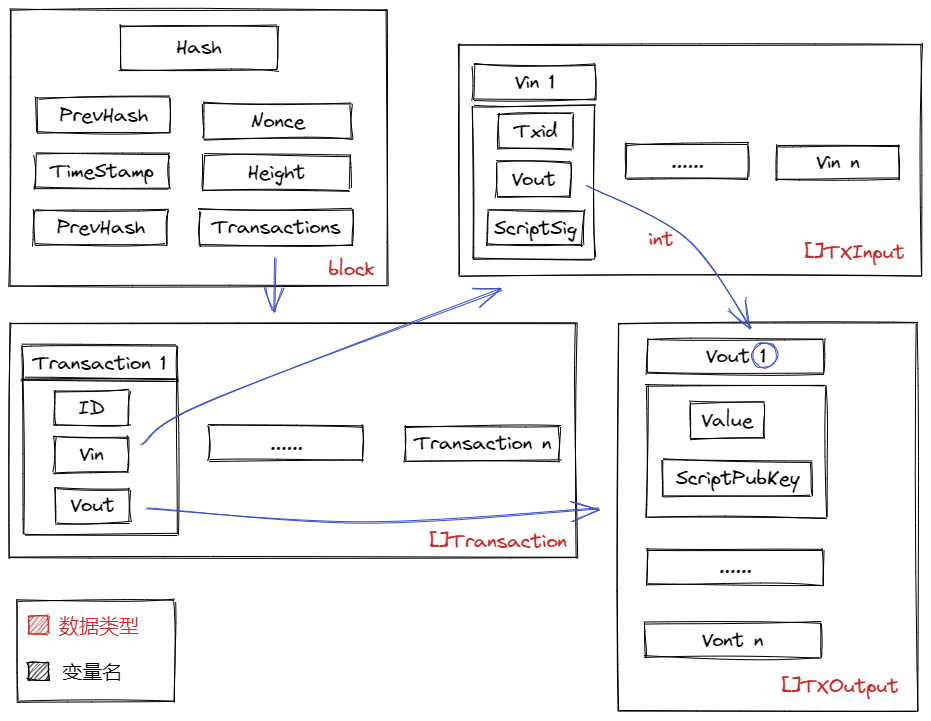 Hash
PrevHash
Nonce
TimeStamp
Height
PrevHash
Transactions
block
Vin 1
Txid
Vout
ScriptSig
......
Vin n
int
[]TXInput
Transaction 1
ID
Vin
Vout
......
Transaction n
[]Transaction
Vout 1
Value
ScriptPubKey
......
Vont n
[]TXOutput
数据类型
变量名